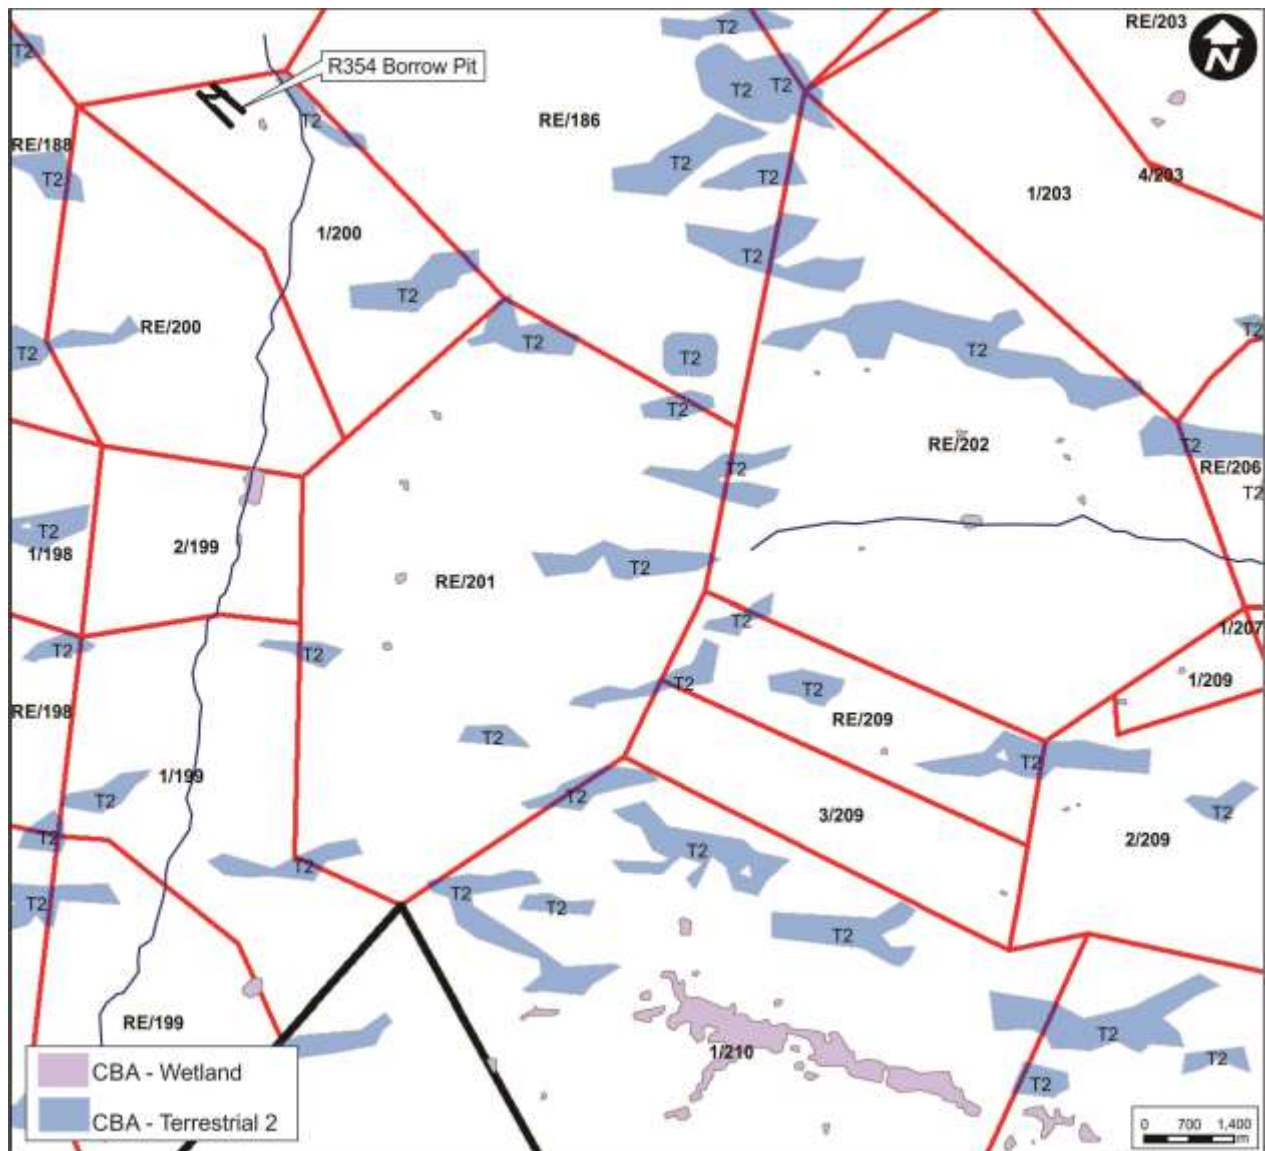 T2
RE/203
N
T2
R354 Borrow Pit
T2 T2
T2
RE/186
RE/188
T2
T2
T2
4/203
1/203
1/200
T2
T2
RE/200
T2
T2
T2
T2
T2
T2
T2
RE/202
T2
RE/206
T2
T2
T2
1/198
2/199
T2
RE/201
T2
1/207
T2
T2
1/209
T2
T2
RE/198
RE/209
T2
T2
1/199
T2
T2
T2
3/209
T2
2/209
T2
T2
T2
T2
T2
T2
RE/199
T2
1/210
T2
T2
CBA - Wetland
CBA - Terrestrial 2
0 700 1,400
m